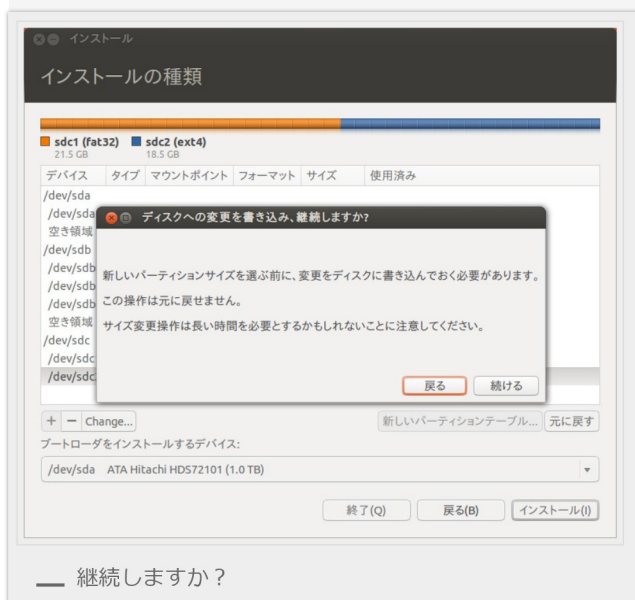 インストール
インストールの種類
sdc1 (fat32) sdc2 (ext4)
21.5 GB 18.5 GB
デバイス タイプ マウントポイント フォーマット サイズ 使用済み
/dev/sda
/dev/sda
空き領域
/dev/sdb
/dev/sdb
/dev/sdb
/dev/sdb
空き領域
/dev/sdc
/dev/sdc
/dev/sdc
ディスクへの変更を書き込み、継続しますか?
新しいパーティションサイズを選ぶ前に、変更をディスクに書き込んでおく必要があります。
この操作は元に戻せません。
サイズ変更操作は長い時間を必要とするかもしれないことに注意してください。
戻る 続ける
+ − Change... 新しいパーティションテーブル... 元に戻す
ブートローダをインストールするデバイス:
/dev/sda ATA Hitachi HDS72101 (1.0 TB)
終了(Q) 戻る(B) インストール(I)
継続しますか？